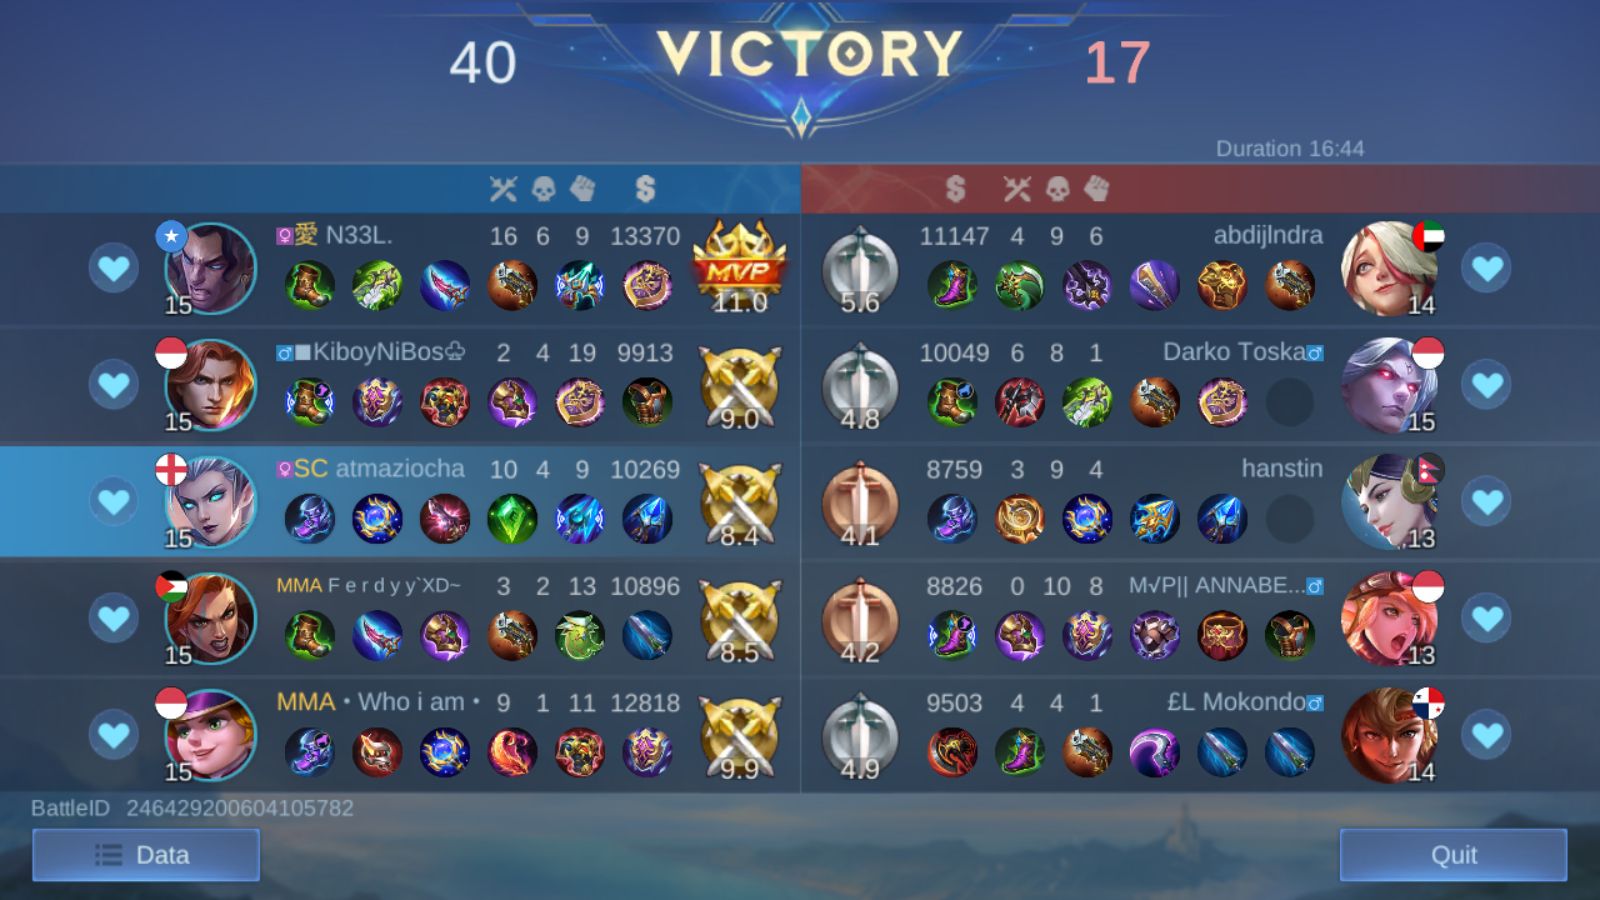 40 VICTORY 17
Duration 16:44
愛 N33L. 16 6 9 13370 MVP 11.0
15
KiboyNiBos♧ 2 4 19 9913 9.0
15
SC atmaziocha 10 4 9 10269 8.4
15
MMA F e r d y y`XD~ 3 2 13 10896 8.5
15
MMA • Who i am • 9 1 11 12818 9.9
15
5.6 11147 4 9 6 abdijlndra
14
4.8 10049 6 8 1 Darko Toska
15
4.1 8759 3 9 4 hanstin
13
4.2 8826 0 10 8 M√P|| ANNABE...
13
4.9 9503 4 4 1 £L Mokondo
14
BattleID 246429200604105782
Data
Quit